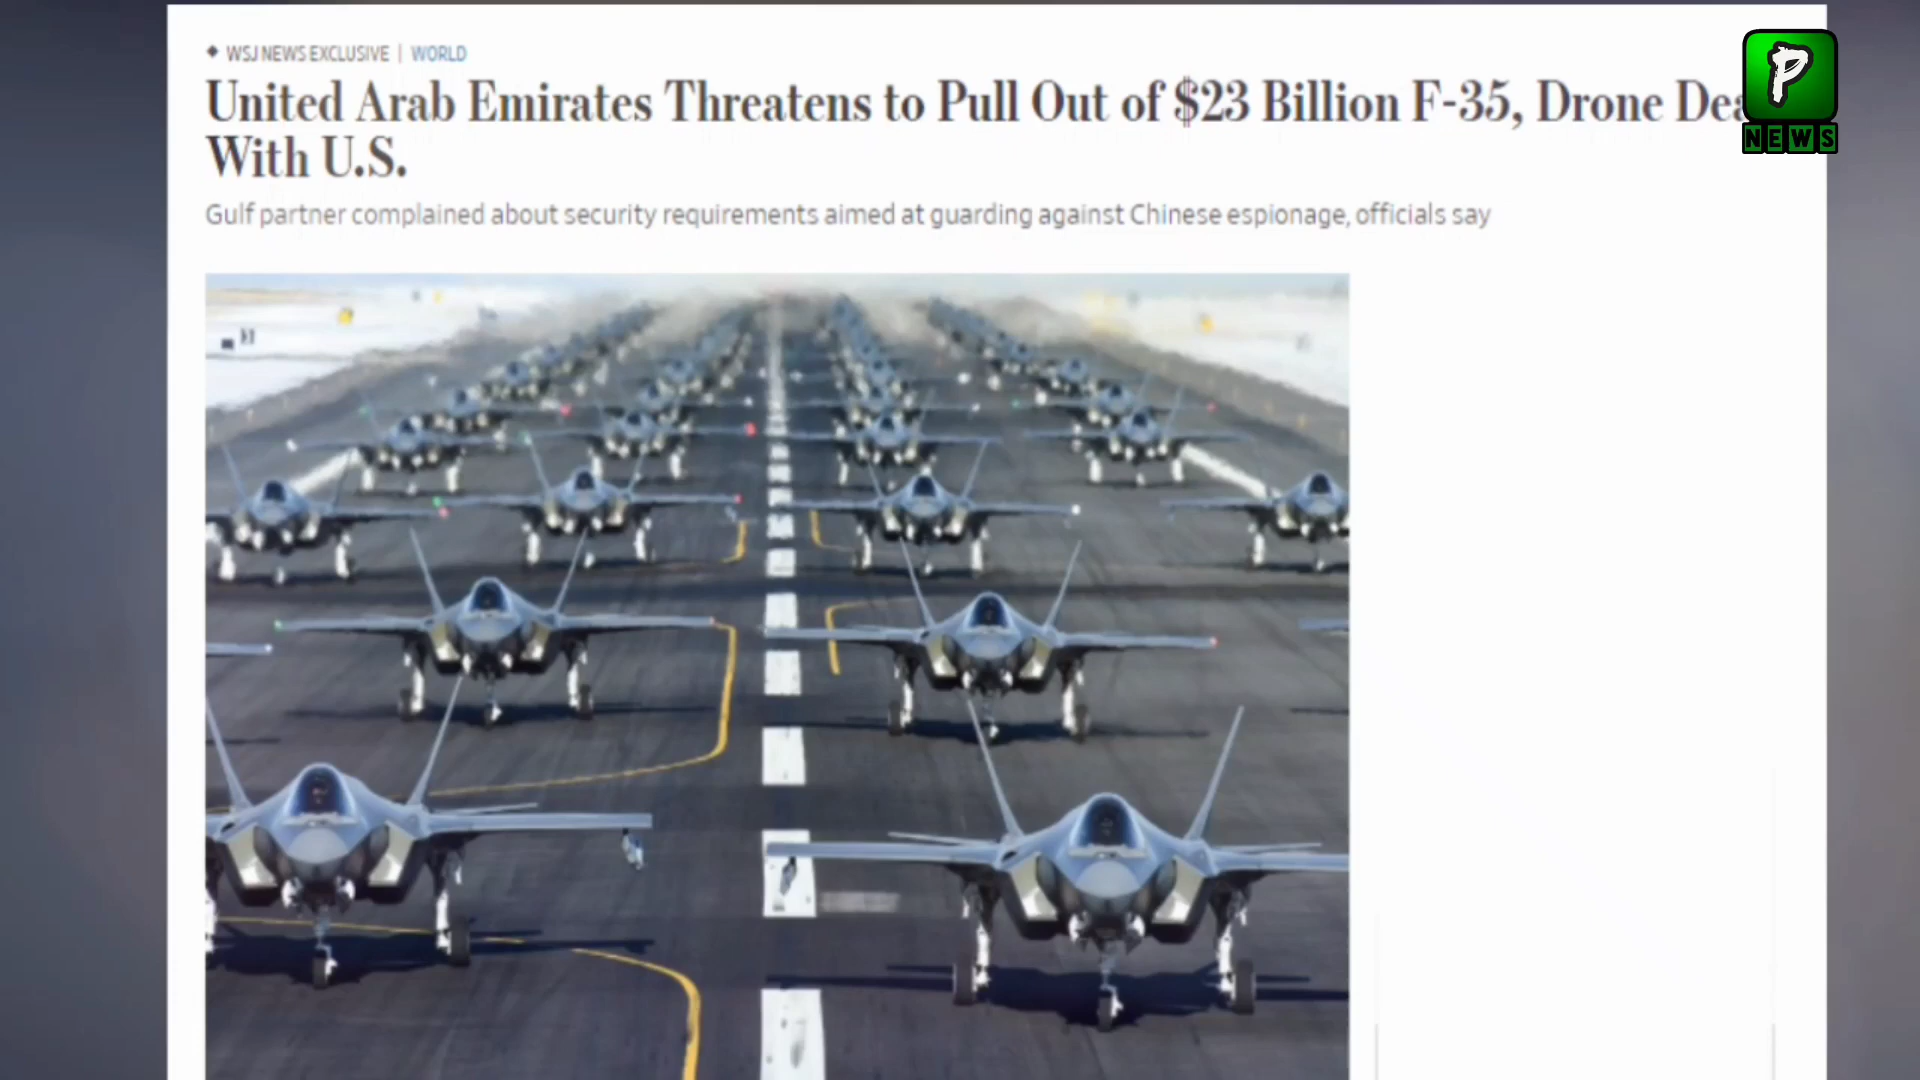 WSJ NEWS EXCLUSIVE | WORLD
United Arab Emirates Threatens to Pull Out of $23 Billion F-35, Drone
With U.S.
Gulf partner complained about security requirements aimed at guarding against Chinese espionage, officials say
P
NEWS